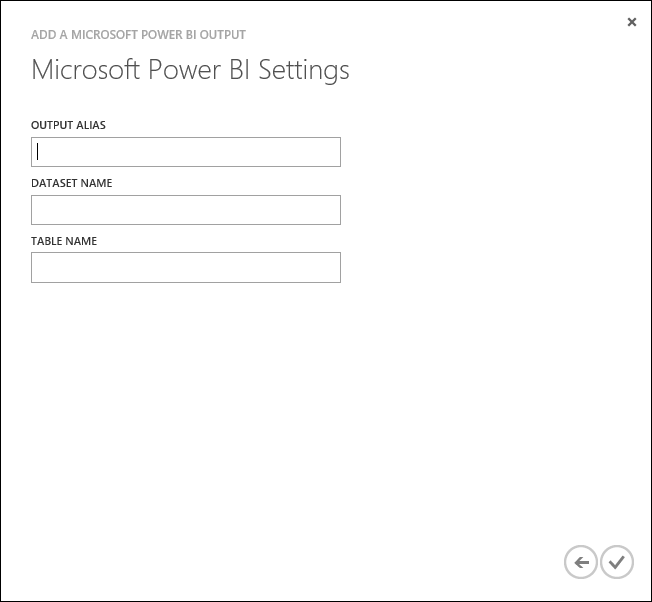 ADD A MICROSOFT POWER BI OUTPUT
Microsoft Power BI Settings
OUTPUT ALIAS
DATASET NAME
TABLE NAME